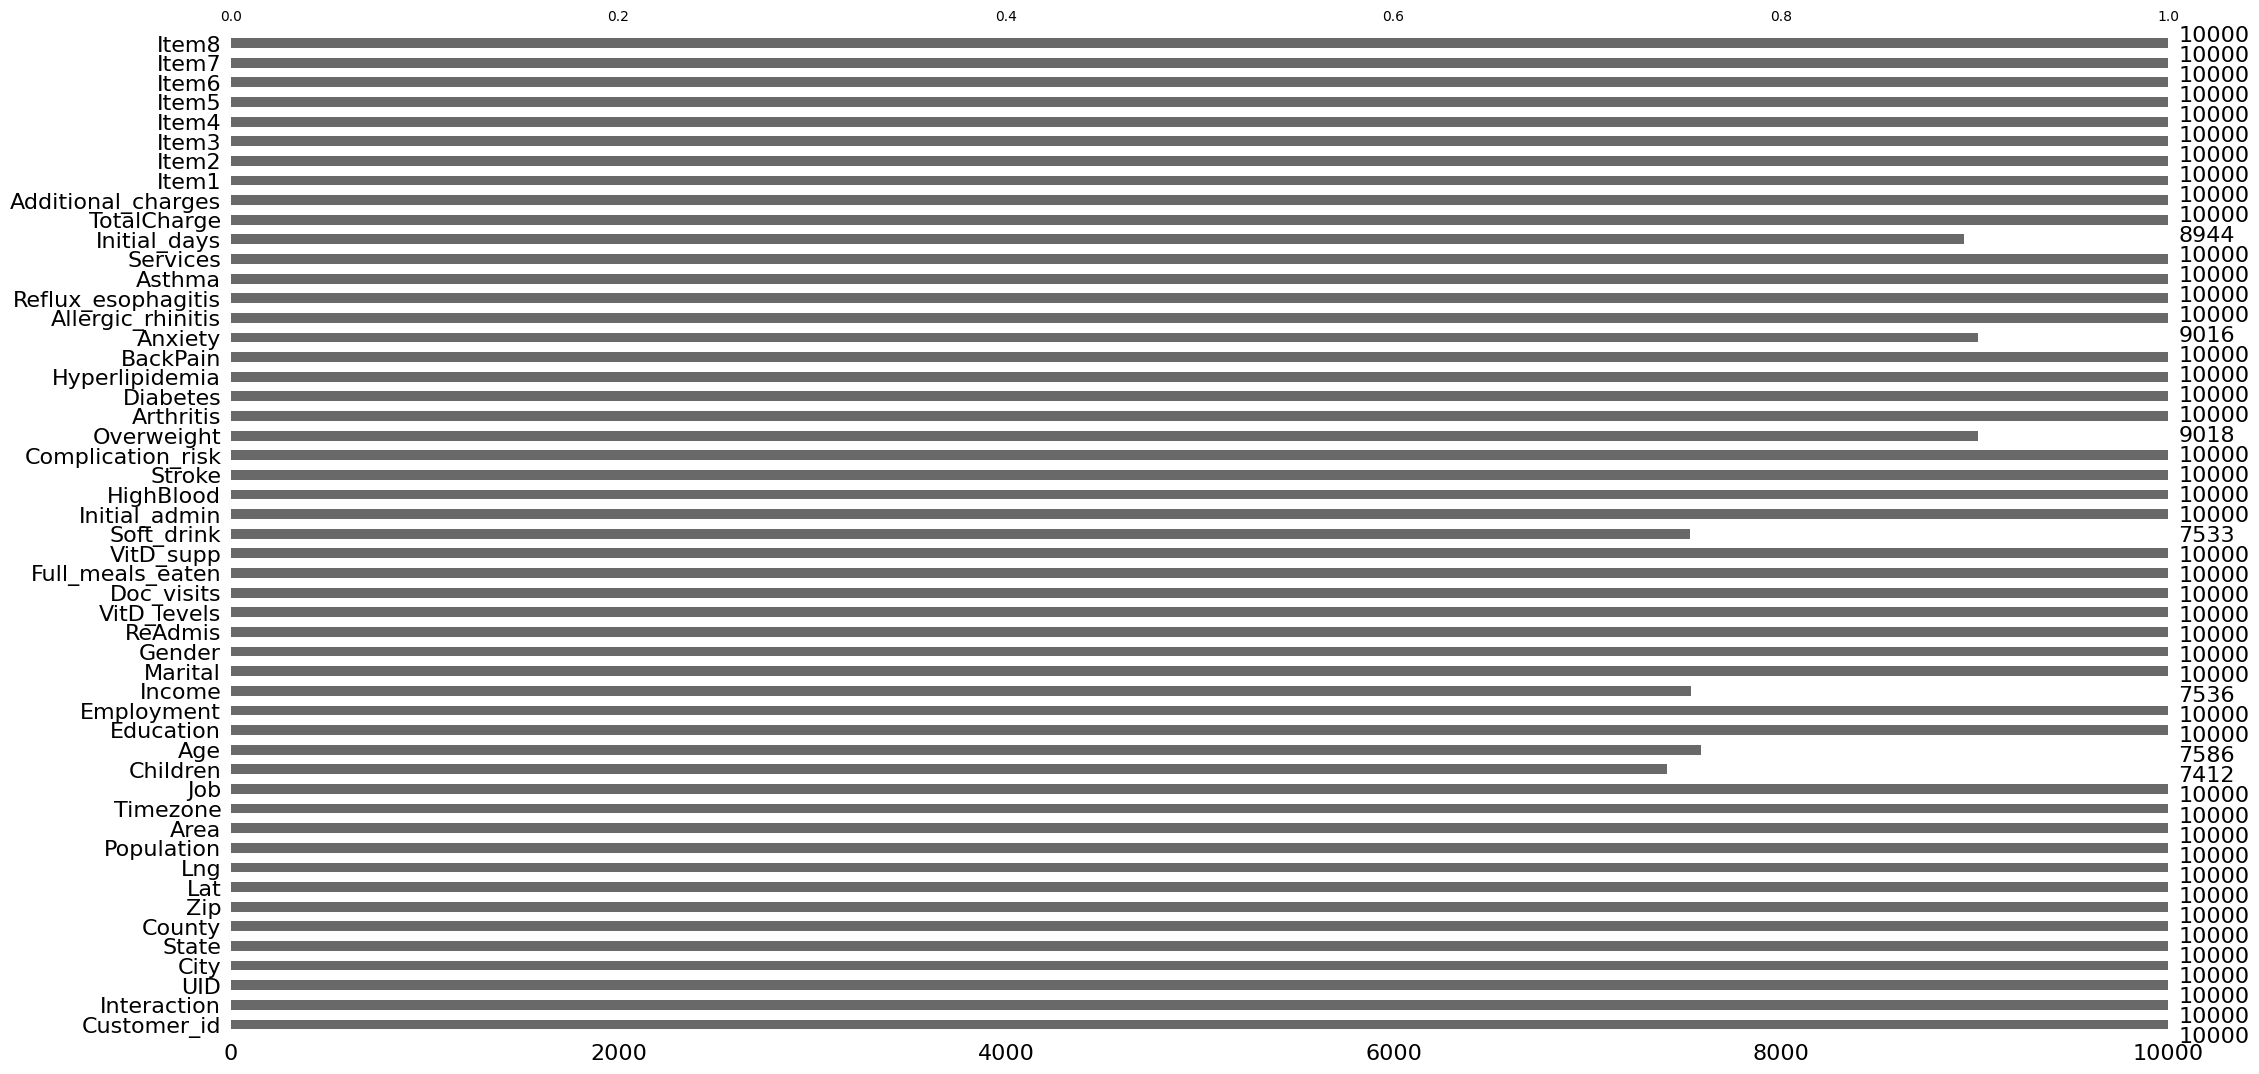 0.0 0.2 0.4 0.6 0.8 1.0
Item8 10000
Item7 10000
Item6 10000
Item5 10000
Item4 10000
Item3 10000
Item2 10000
Item1 10000
Additional_charges 10000
TotalCharge 10000
Initial_days 8944
Services 10000
Asthma 10000
Reflux_esophagitis 10000
Allergic_rhinitis 10000
Anxiety 9016
BackPain 10000
Hyperlipidemia 10000
Diabetes 10000
Arthritis 10000
Overweight 9018
Complication_risk 10000
Stroke 10000
HighBlood 10000
Initial_admin 10000
Soft_drink 7533
VitD_supp 10000
Full_meals_eaten 10000
Doc_visits 10000
VitD_levels 10000
ReAdmis 10000
Gender 10000
Marital 10000
Income 7536
Employment 10000
Education 10000
Age 7586
Children 7412
Job 10000
Timezone 10000
Area 10000
Population 10000
Lng 10000
Lat 10000
Zip 10000
County 10000
State 10000
City 10000
UID 10000
Interaction 10000
Customer_id 10000
0 2000 4000 6000 8000 10000